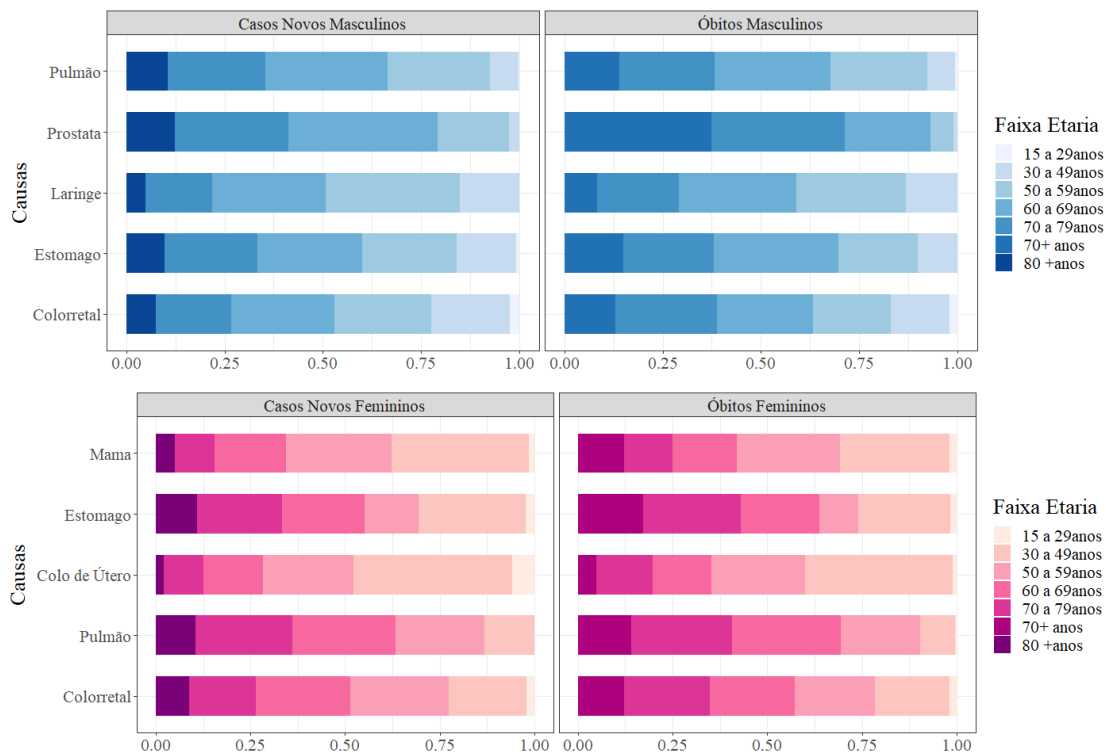 Casos Novos Masculinos
Óbitos Masculinos
Causas
Pulmão
Prostata
Laringe
Estomago
Colorretal
0.00 0.25 0.50 0.75 1.00
0.00 0.25 0.50 0.75 1.00
Faixa Etaria
15 a 29anos
30 a 49anos
50 a 59anos
60 a 69anos
70 a 79anos
70+ anos
80 +anos
Casos Novos Femininos
Óbitos Femininos
Causas
Mama
Estomago
Colo de Útero
Pulmão
Colorretal
0.00 0.25 0.50 0.75 1.00
0.00 0.25 0.50 0.75 1.00
Faixa Etaria
15 a 29anos
30 a 49anos
50 a 59anos
60 a 69anos
70 a 79anos
70+ anos
80 +anos